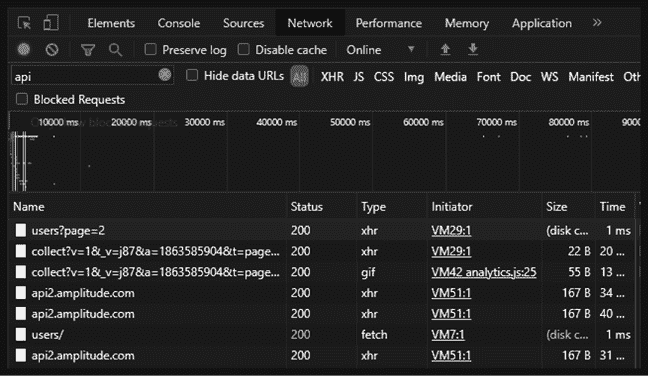 Elements Console Sources Network Performance Memory Application »
Preserve log Disable cache Online
api Hide data URLs All XHR JS CSS Img Media Font Doc WS Manifest Oth
Blocked Requests
10000 ms 20000 ms 30000 ms 40000 ms 50000 ms 60000 ms 70000 ms 80000 ms 9000
Name Status Type Initiator Size Time
users?page=2 200 xhr VM29:1 (disk c... 1 ms
collect?v=1&_v=j87&a=1863585904&t=page... 200 xhr VM29:1 22 B 20 ...
collect?v=1&_v=j87&a=1863585904&t=page... 200 gif VM42 analytics.js:25 55 B 13 ...
api2.amplitude.com 200 xhr VM51:1 167 B 34 ...
api2.amplitude.com 200 xhr VM51:1 167 B 40 ...
users/ 200 fetch VM7:1 (disk c... 1 ms
api2.amplitude.com 200 xhr VM51:1 167 B 31 ...